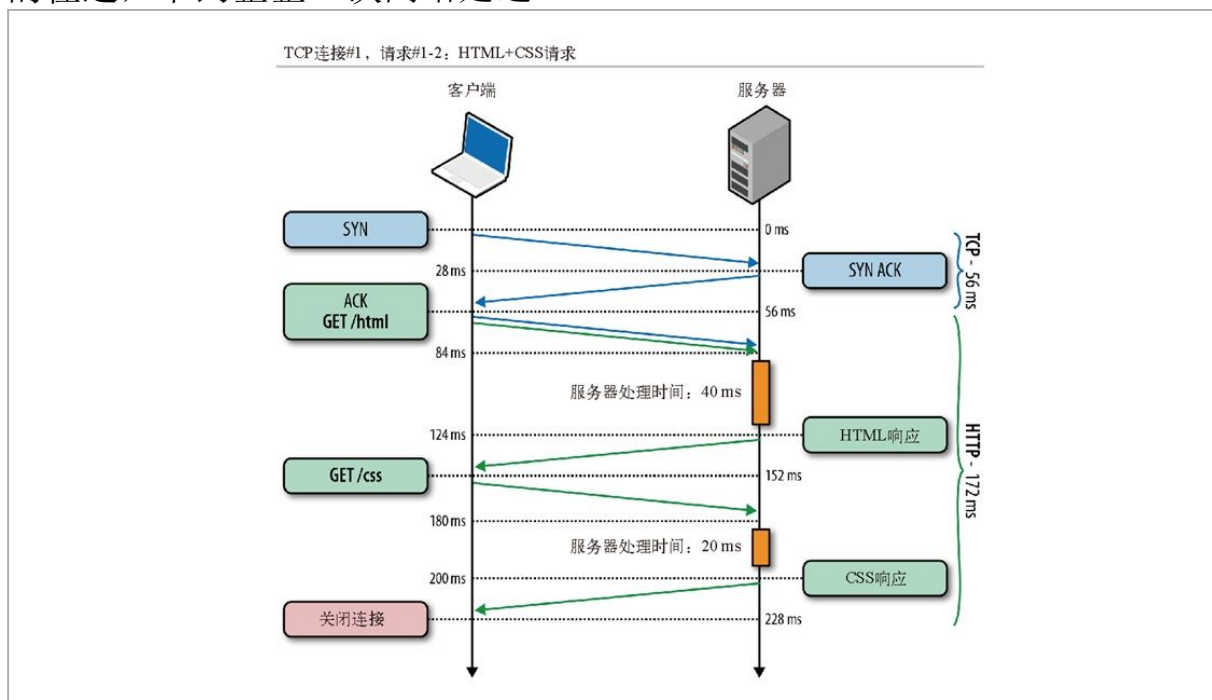 TCP连接#1，请求#1-2：HTML+CSS请求
客户端
服务器
SYN
0 ms
28 ms
SYN ACK
TCP - 56 ms
ACK
GET /html
56 ms
84 ms
服务器处理时间：40 ms
124 ms
HTML响应
HTTP - 172 ms
GET /css
152 ms
180 ms
服务器处理时间：20 ms
200 ms
CSS响应
关闭连接
228 ms